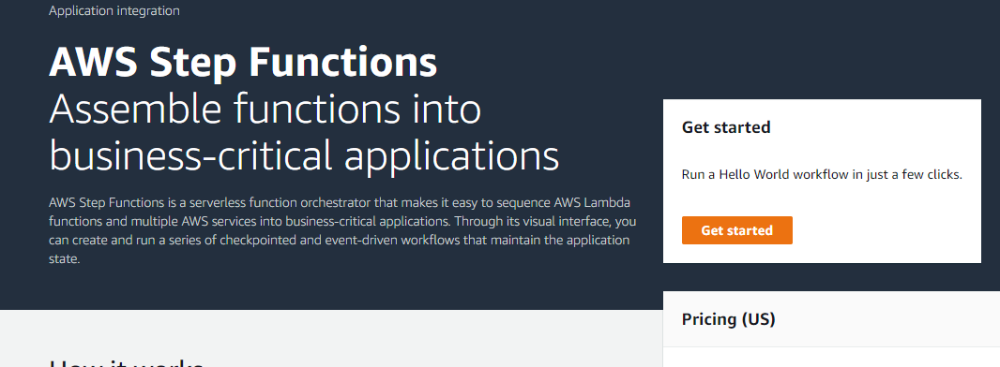 Application integration
AWS Step Functions
Assemble functions into
business-critical applications
AWS Step Functions is a serverless function orchestrator that makes it easy to sequence AWS Lambda
functions and multiple AWS services into business-critical applications. Through its visual interface, you
can create and run a series of checkpointed and event-driven workflows that maintain the application
state.
Get started
Run a Hello World workflow in just a few clicks.
Get started
Pricing (US)
How it works